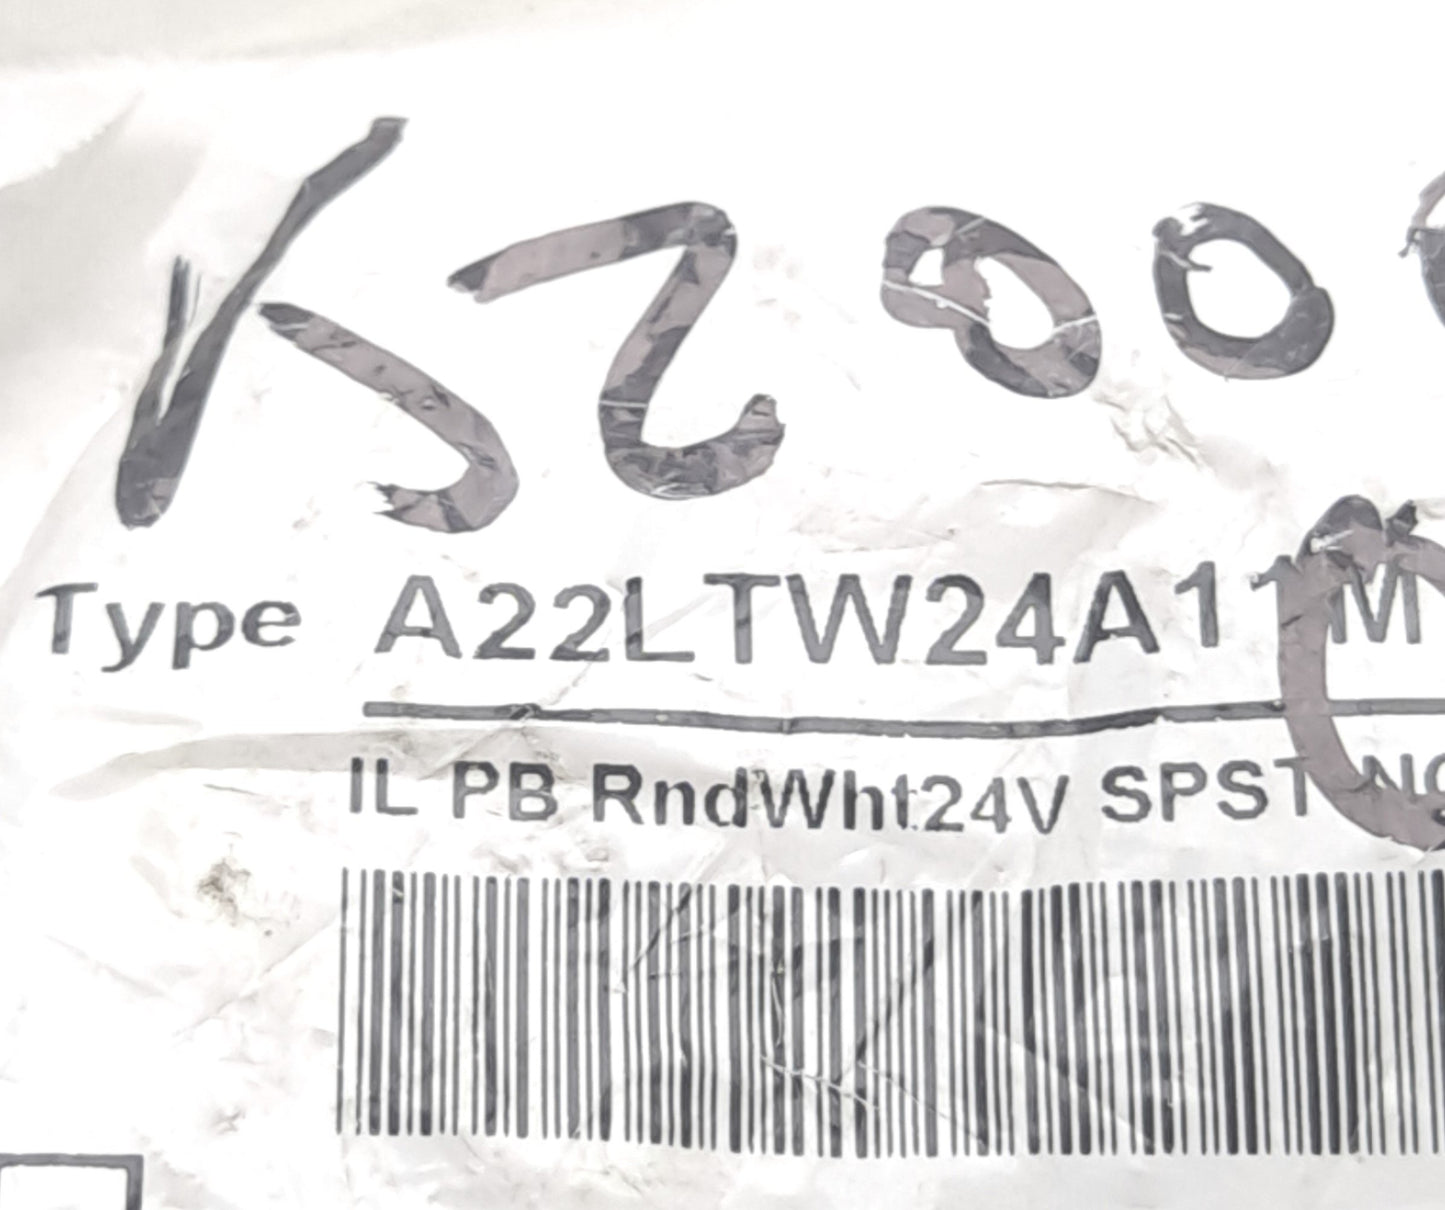 K200
Type A22LTW24A11M
IL PB RndWht24V SPST